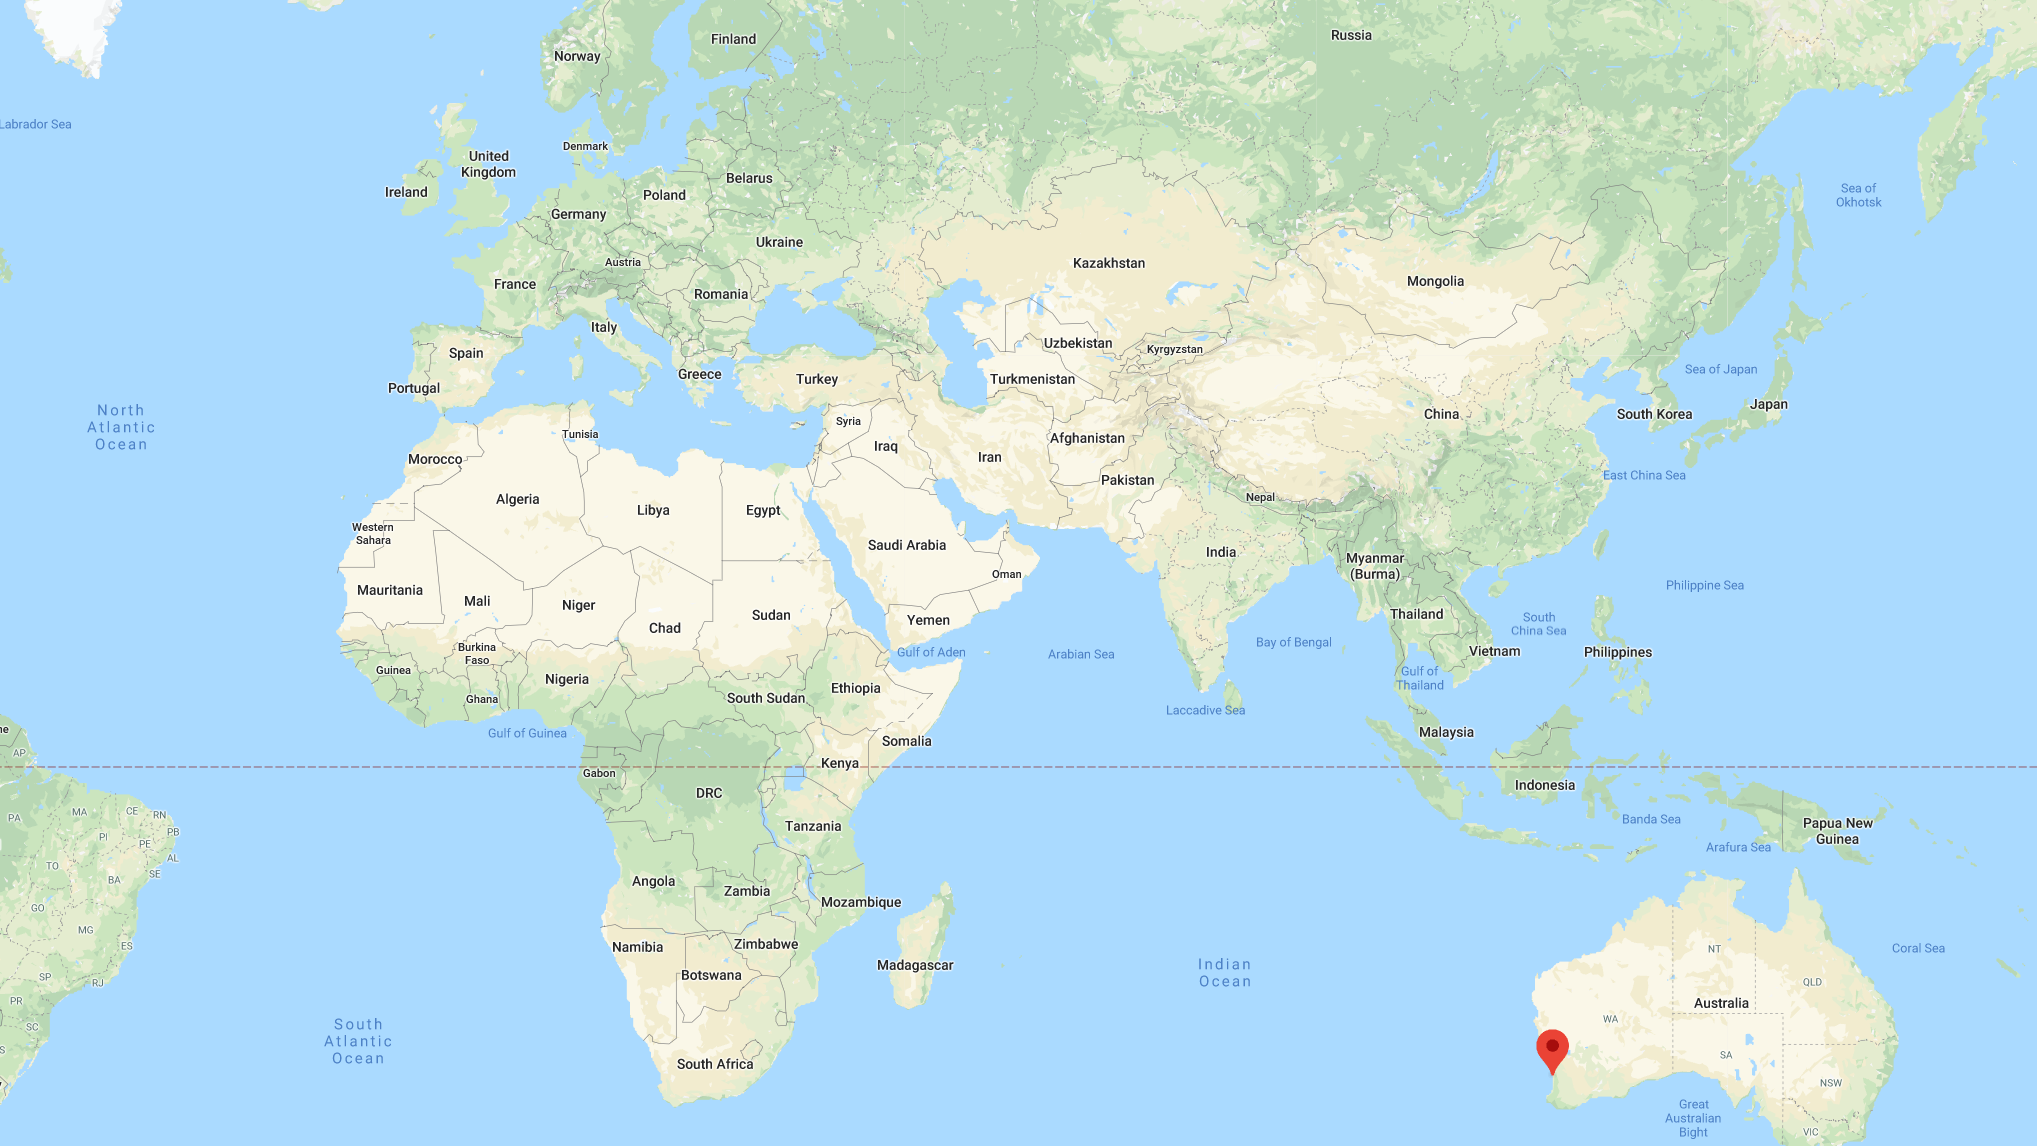 Finland
Russia
Norway
Labrador Sea
Denmark
United
Kingdom
Belarus
Ireland
Poland
Sea of
Okhotsk
Germany
Ukraine
Austria
Kazakhstan
France
Mongolia
Romania
Italy
Uzbekistan
Kyrgyzstan
Spain
Sea of Japan
Greece
Turkey
Turkmenistan
Portugal
Japan
North
Atlantic
Ocean
China
South Korea
Syria
Tunisia
Afghanistan
Iraq
Morocco
Iran
East China Sea
Pakistan
Algeria
Nepal
Libya
Egypt
Western
Sahara
Saudi Arabia
India
Myanmar
(Burma)
Oman
Philippine Sea
Mauritania
Mali
Niger
Sudan
Thailand
South
China Sea
Yemen
Chad
Bay of Bengal
Burkina
Faso
Gulf of Aden
Arabian Sea
Vietnam
Philippines
Guinea
Nigeria
Gulf of
Thailand
Ethiopia
Ghana
South Sudan
Laccadive Sea
ne
Gulf of Guinea
Malaysia
Somalia
AP
Kenya
Gabon
Indonesia
DRC
MA
CE
RN
PA
Banda Sea
Papua New
Guinea
Tanzania
PB
PI
PE
Arafura Sea
AL
TO
SE
BA
Angola
Zambia
Mozambique
GO
MG
Zimbabwe
ES
Namibia
NT
Coral Sea
Madagascar
Indian
Ocean
Botswana
SP
RJ
QLD
PR
Australia
WA
SC
South
Atlantic
Ocean
S
SA
South Africa
NSW
Great
Australian
Bight
VIC